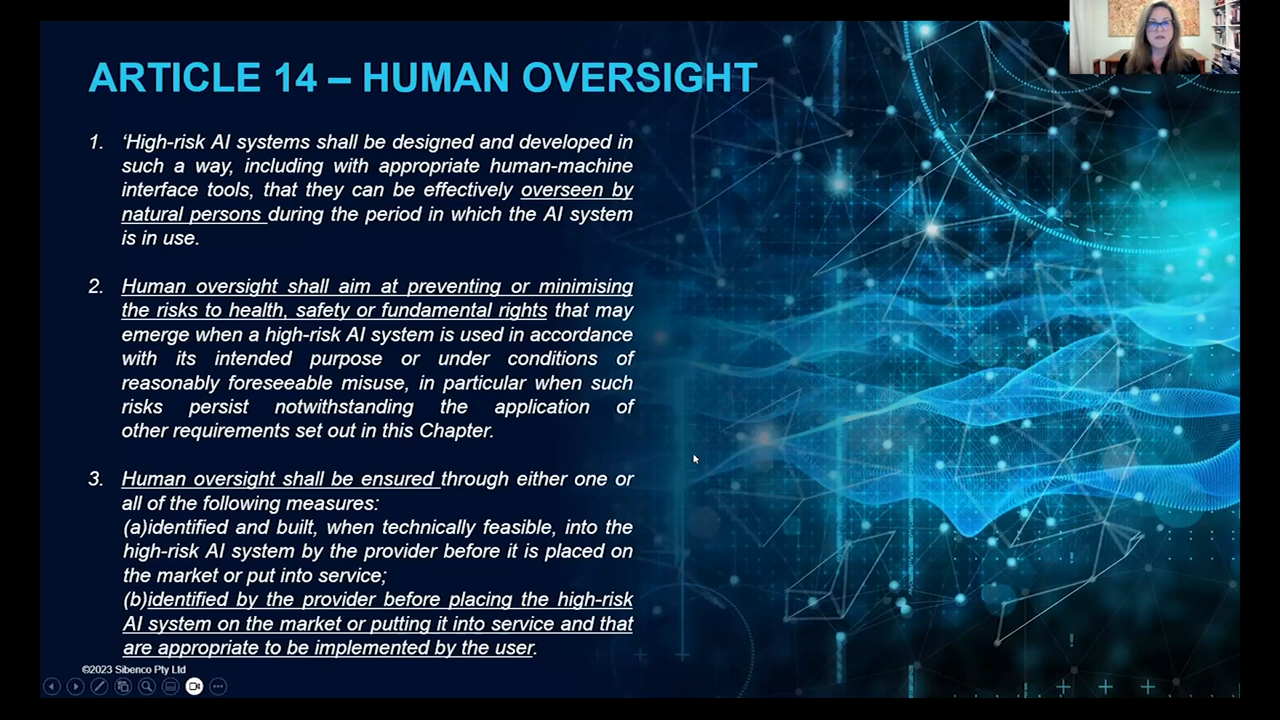 ARTICLE 14 – HUMAN OVERSIGHT
1. ‘High-risk AI systems shall be designed and developed in
such a way, including with appropriate human-machine
interface tools, that they can be effectively overseen by
natural persons during the period in which the AI system
is in use.
2. Human oversight shall aim at preventing or minimising
the risks to health, safety or fundamental rights that may
emerge when a high-risk AI system is used in accordance
with its intended purpose or under conditions of
reasonably foreseeable misuse, in particular when such
risks persist notwithstanding the application of
other requirements set out in this Chapter.
3. Human oversight shall be ensured through either one or
all of the following measures:
(a)identified and built, when technically feasible, into the
high-risk AI system by the provider before it is placed on
the market or put into service;
(b)identified by the provider before placing the high-risk
AI system on the market or putting it into service and that
are appropriate to be implemented by the user.
©2023 Sibenco Pty Ltd